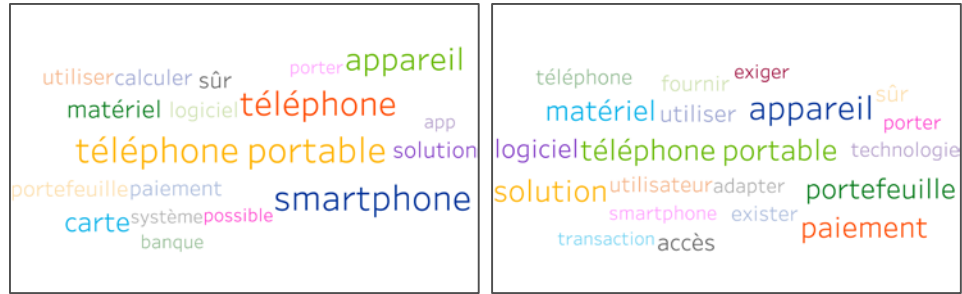 porter appareil
utiliser calculer sûr
matériel logiciel téléphone
app
téléphone portable solution
portefeuille paiement
smartphone
carte système possible
banque
téléphone fournir exiger
sûr
matériel utiliser appareil
porter
logiciel téléphone portable technologie
solution utilisateur adapter portefeuille
smartphone exister
paiement
transaction accès